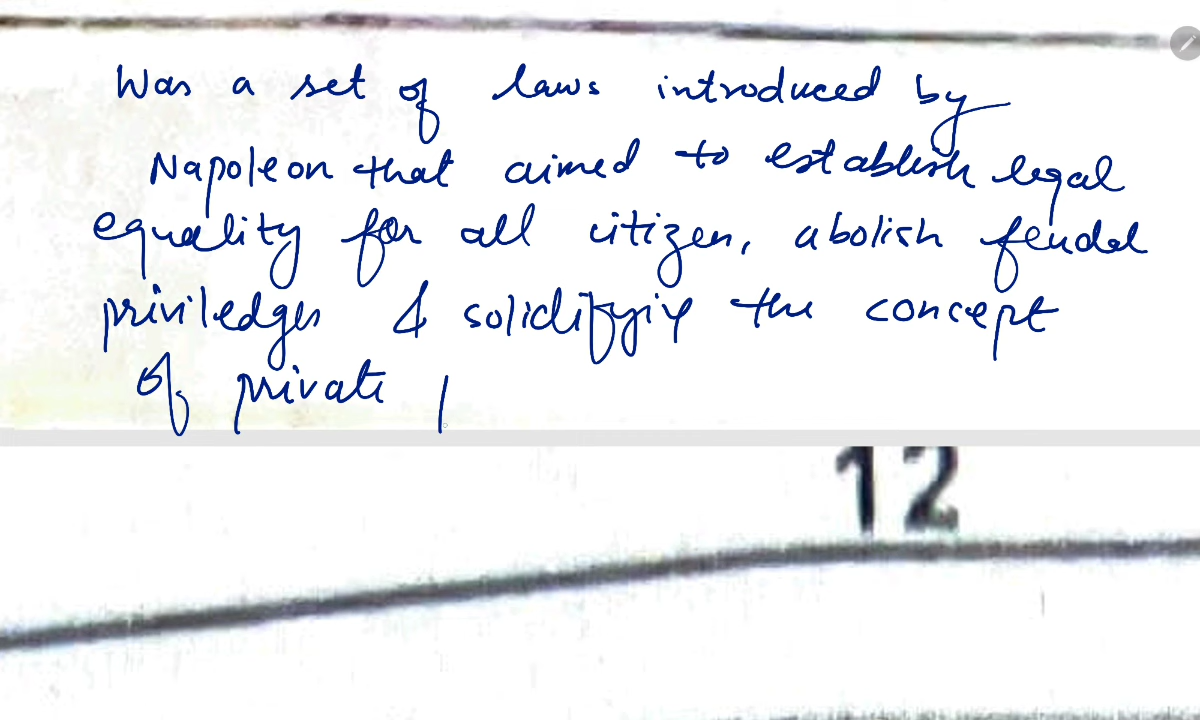 Was a set of laws introduced by
Napoleon that aimed to establish legal
equality for all citizen, abolish feudal
priviledges & solidifyig the concept
of private
12